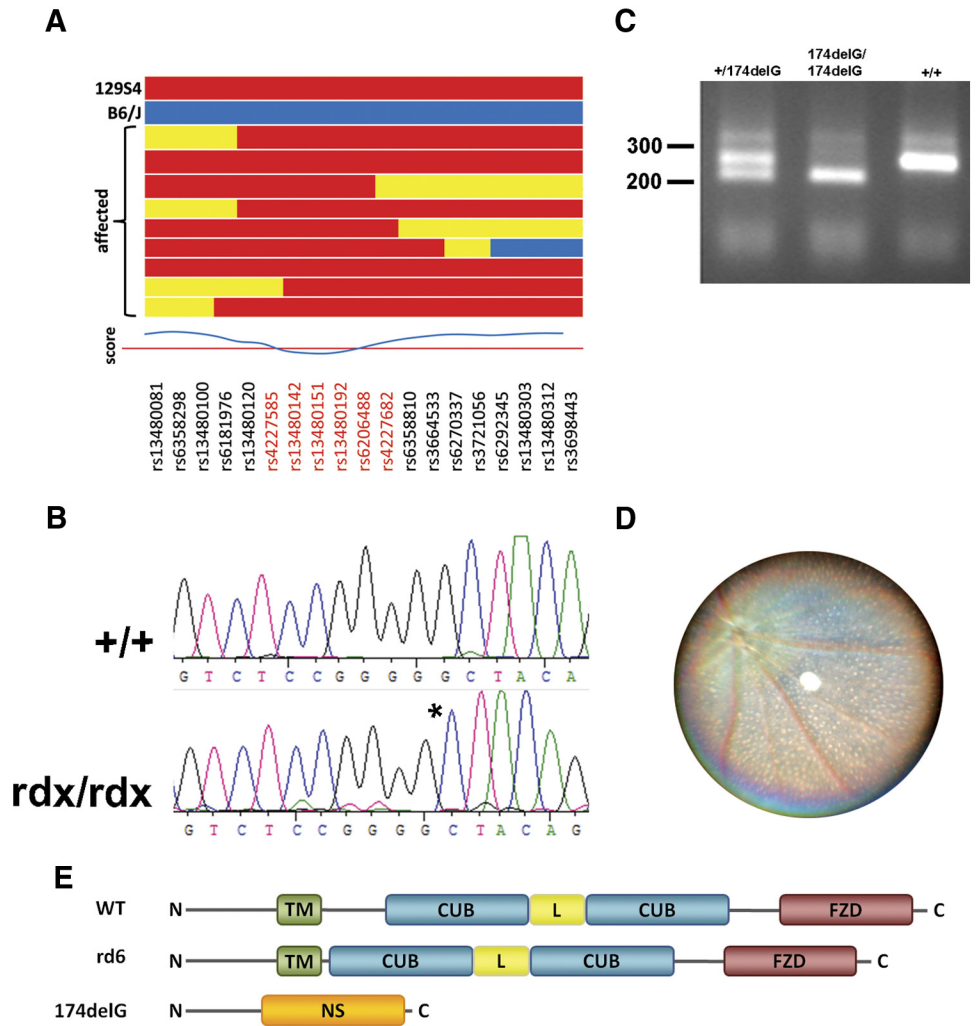 A
129S4
B6/J
affected
score
rs13480081
rs6358298
rs13480100
rs6181976
rs13480120
rs4227585
rs13480142
rs13480151
rs13480192
rs6206488
rs4227682
rs6358810
rs3664533
rs6270337
rs3721056
rs6292345
rs13480303
rs13480312
rs3698443
C
+/174delG
174delG/
174delG
+/+
300
200
B
+/+
G T C T C C G G G G G C T A C A
*
rdx/rdx
G T C T C C G G G G C T A C A G
D
E
WT N TM CUB L CUB FZD C
rd6 N TM CUB L CUB FZD C
174delG N NS C